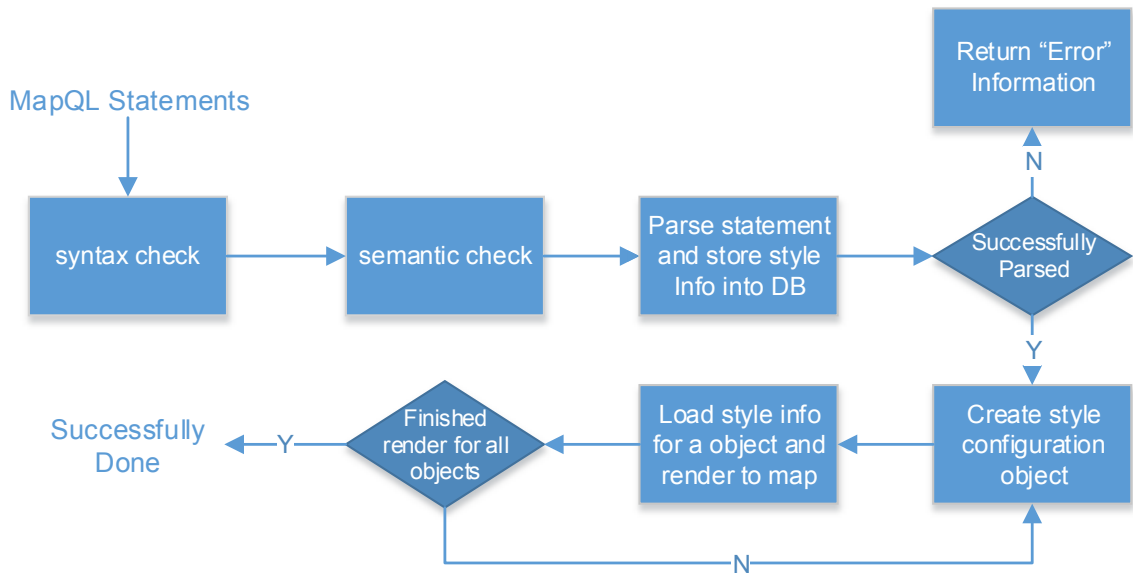 Return “Error”
Information
MapQL Statements
N
syntax check
semantic check
Parse statement
and store style
Info into DB
Successfully
Parsed
Y
Successfully
Done
Y
Finished
render for all
objects
Load style info
for a object and
render to map
Create style
configuration
object
N